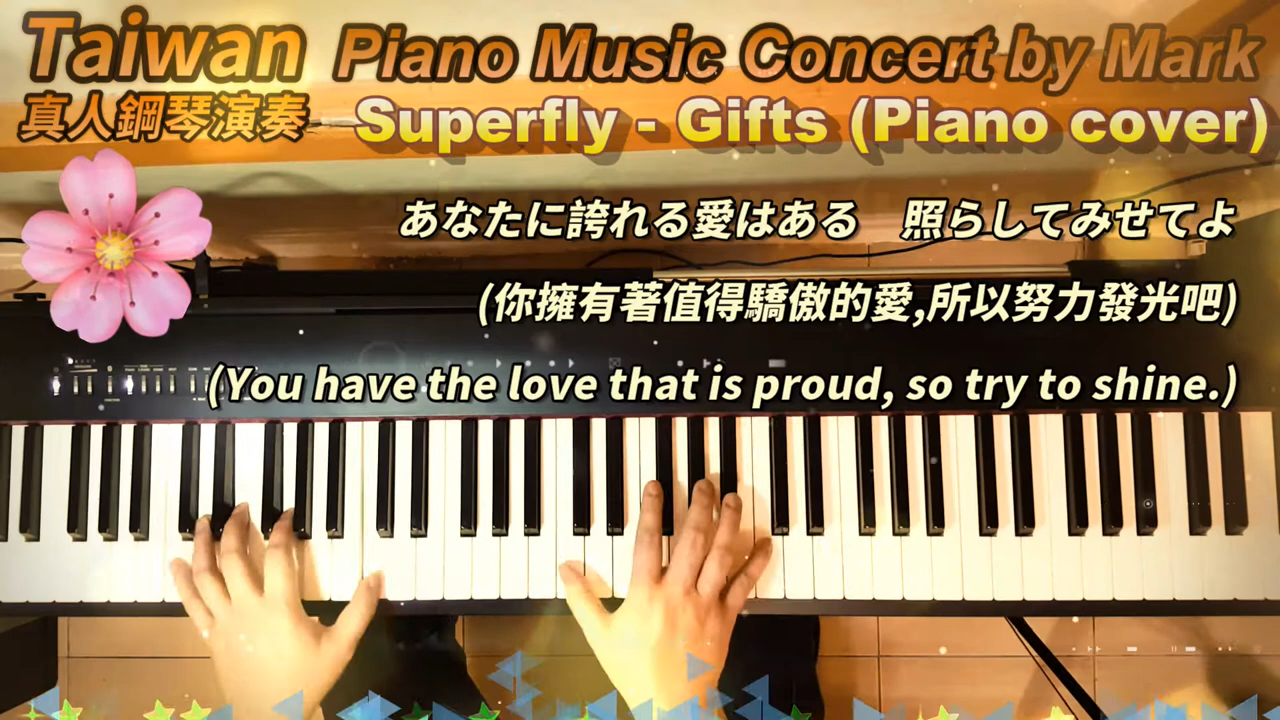 Taiwan Piano Music Concert by Mark
真人鋼琴演奏 Superfly - Gifts (Piano cover)
あなたに誇れる愛はある　照らしてみせてよ
(你擁有著值得驕傲的愛,所以努力發光吧)
(You have the love that is proud, so try to shine.)